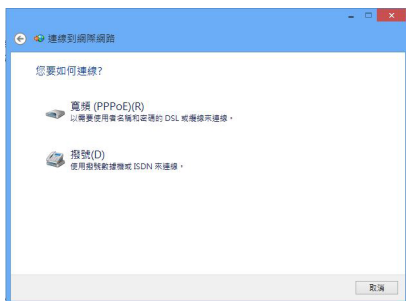 連線到網際網路
您要如何連線?
寬頻 (PPPoE)(R)
以需要使用者名稱和密碼的 DSL 或纜線來連線。
撥號(D)
使用撥號數據機或 ISDN 來連線。
取消